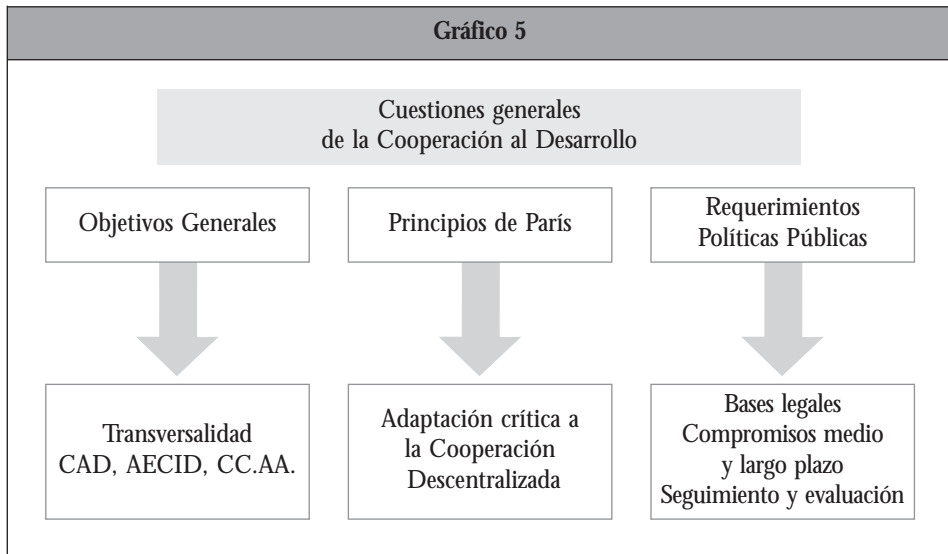 Gráfico 5
Cuestiones generales
de la Cooperación al Desarrollo
Objetivos Generales
Principios de París
Requerimientos
Políticas Públicas
Transversalidad
CAD, AECID, CC.AA.
Adaptación crítica a
la Cooperación
Descentralizada
Bases legales
Compromisos medio
y largo plazo
Seguimiento y evaluación